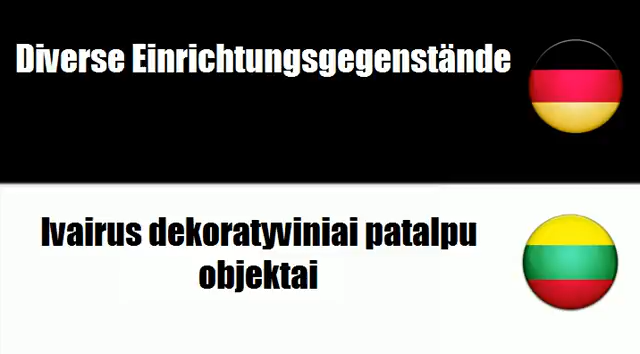 Diverse Einrichtungsgegenstände
Ivairus dekoratyviniai patalpu
objektai